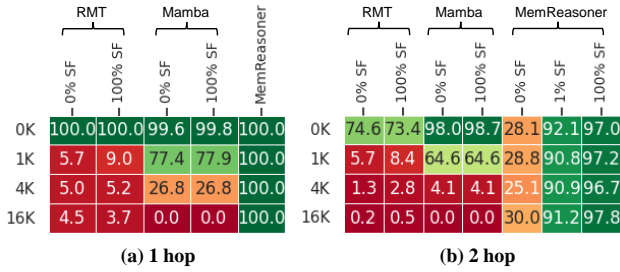 RMT Mamba
0% SF 100% SF 0% SF 100% SF MemReasoner
0K 100.0 100.0 99.6 99.8 100.0
1K 5.7 9.0 77.4 77.9 100.0
4K 5.0 5.2 26.8 26.8 100.0
16K 4.5 3.7 0.0 0.0 100.0
(a) 1 hop
RMT Mamba MemReasoner
0% SF 100% SF 0% SF 100% SF 0% SF 1% SF 100% SF
0K 74.6 73.4 98.0 98.7 28.1 92.1 97.0
1K 5.7 8.4 64.6 64.6 28.8 90.8 97.2
4K 1.3 2.8 4.1 4.1 25.1 90.9 96.7
16K 0.2 0.5 0.0 0.0 30.0 91.2 97.8
(b) 2 hop